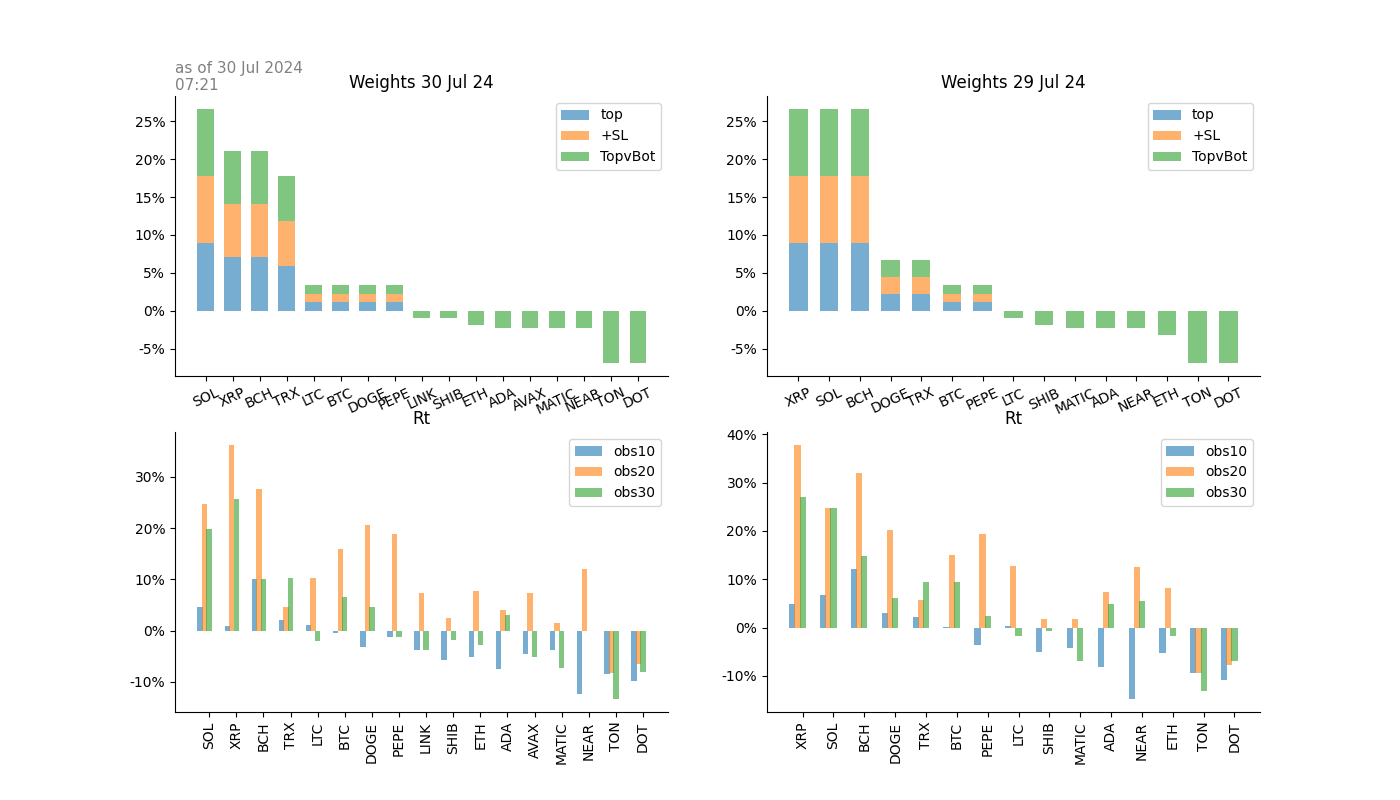 as of 30 Jul 2024
07:21
Weights 30 Jul 24
25%
20%
15%
10%
5%
0%
-5%
top
+SL
TopvBot
SOL XRP BCH TRX LTC BTC DOGE PEPE LINK SHIB ETH ADA AVAX MATIC NEAR TON DOT
Weights 29 Jul 24
25%
20%
15%
10%
5%
0%
-5%
top
+SL
TopvBot
XRP SOL BCH DOGE TRX BTC PEPE LTC SHIB MATIC ADA NEAR ETH TON DOT
Rt
30%
20%
10%
0%
-10%
obs10
obs20
obs30
SOL XRP BCH TRX LTC BTC DOGE PEPE LINK SHIB ETH ADA AVAX MATIC NEAR TON DOT
Rt
40%
30%
20%
10%
0%
-10%
obs10
obs20
obs30
XRP SOL BCH DOGE TRX BTC PEPE LTC SHIB MATIC ADA NEAR ETH TON DOT